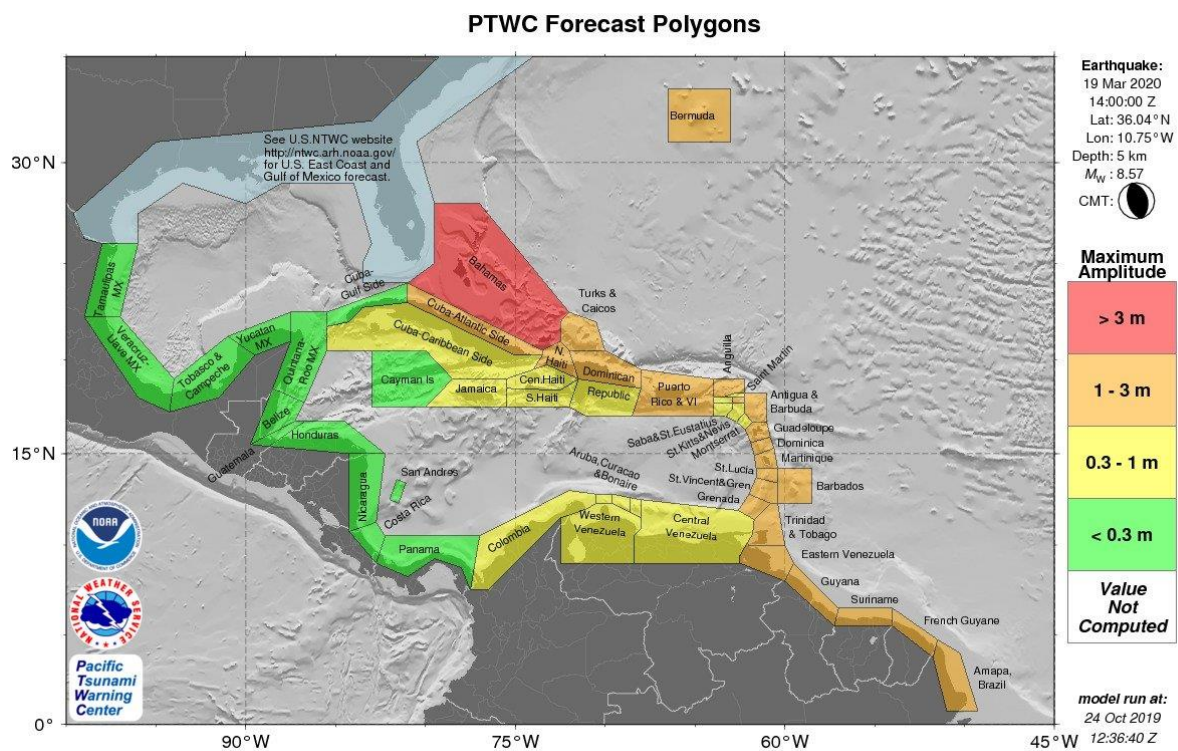 PTWC Forecast Polygons
See U.S.NTWC website
http://ntwc.arh.noaa.gov/
for U.S. East Coast and
Gulf of Mexico forecast.
Bermuda
Bahamas
Cuba-
Gulf Side
Turks &
Caicos
Tamaulipas
MX
Cuba-Atlantic Side
Cuba-Caribbean Side
Veracruz-
Llave MX
Yucatan
MX
Quintana-
Roo MX
Tobasco &
Campeche
N.
Haiti
Dominican
Republic
Anguilla
Saint Martin
Cayman Is
Jamaica
Cen.Haiti
S.Haiti
Puerto
Rico & VI
Antigua &
Barbuda
Belize
Honduras
Guatemala
Saba&St.Eustatius
St.Kitts&Nevis
Montserrat
Guadeloupe
Dominica
Martinique
St.Lucia
St.Vincent&Gren
Barbados
Grenada
Aruba,Curacao
&Bonaire
San Andres
Nicaragua
Costa Rica
Panama
Colombia
Western
Venezuela
Central
Venezuela
Trinidad
& Tobago
Eastern Venezuela
Guyana
Suriname
French Guyane
Amapa,
Brazil
30°N
15°N
0°
90°W
75°W
60°W
45°W
NOAA
NATIONAL WEATHER SERVICE
Pacific
Tsunami
Warning
Center
Earthquake:
19 Mar 2020
14:00:00 Z
Lat: 36.04°N
Lon: 10.75°W
Depth: 5 km
MW : 8.57
CMT:
Maximum
Amplitude
> 3 m
1 - 3 m
0.3 - 1 m
< 0.3 m
Value
Not
Computed
model run at:
24 Oct 2019
12:36:40 Z